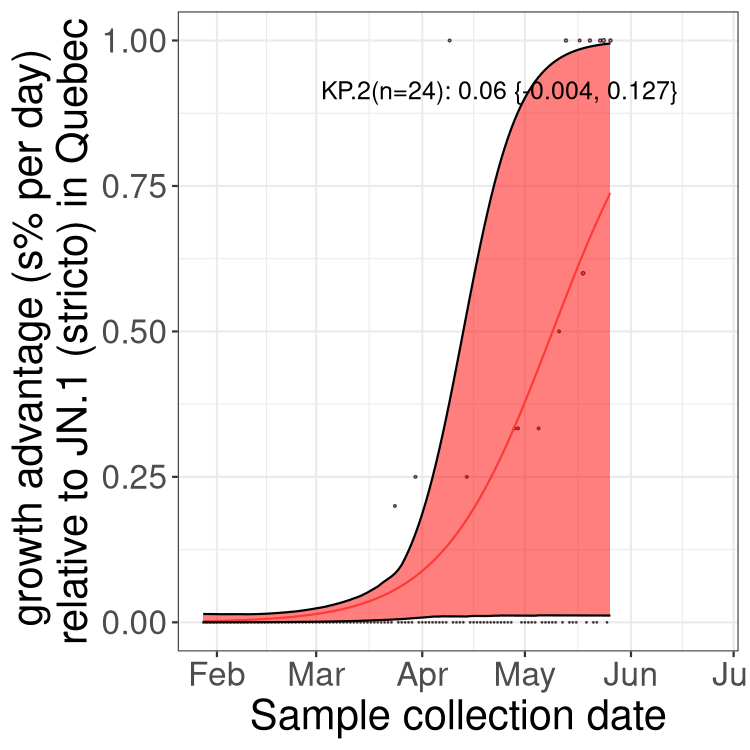 growth advantage (s% per day)
relative to JN.1 (stricto) in Quebec
1.00
0.75
0.50
0.25
0.00
KP.2(n=24): 0.06 {-0.004, 0.127}
Feb Mar Apr May Jun Ju
Sample collection date